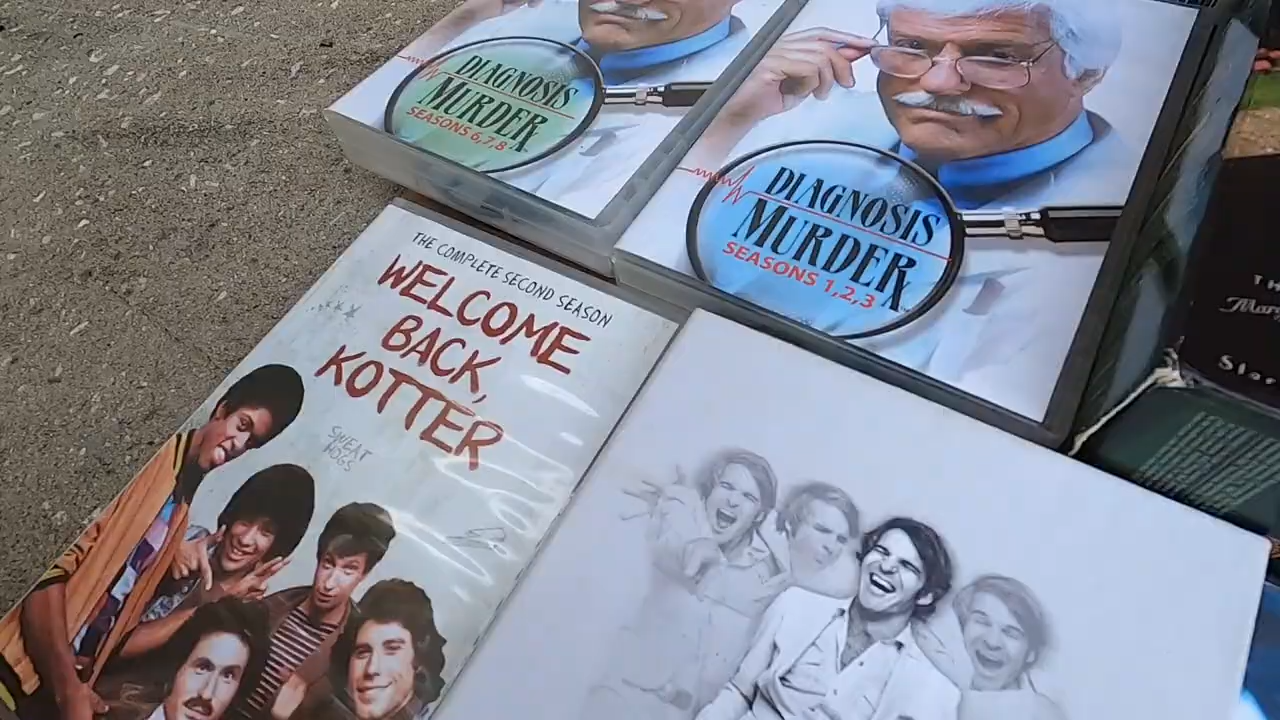 DIAGNOSIS
MURDER
SEASONS 6,7,8
DIAGNOSIS
MURDER
SEASONS 1,2,3
THE COMPLETE SECOND SEASON
WELCOME
BACK,
KOTTER
SWEAT
HOGS